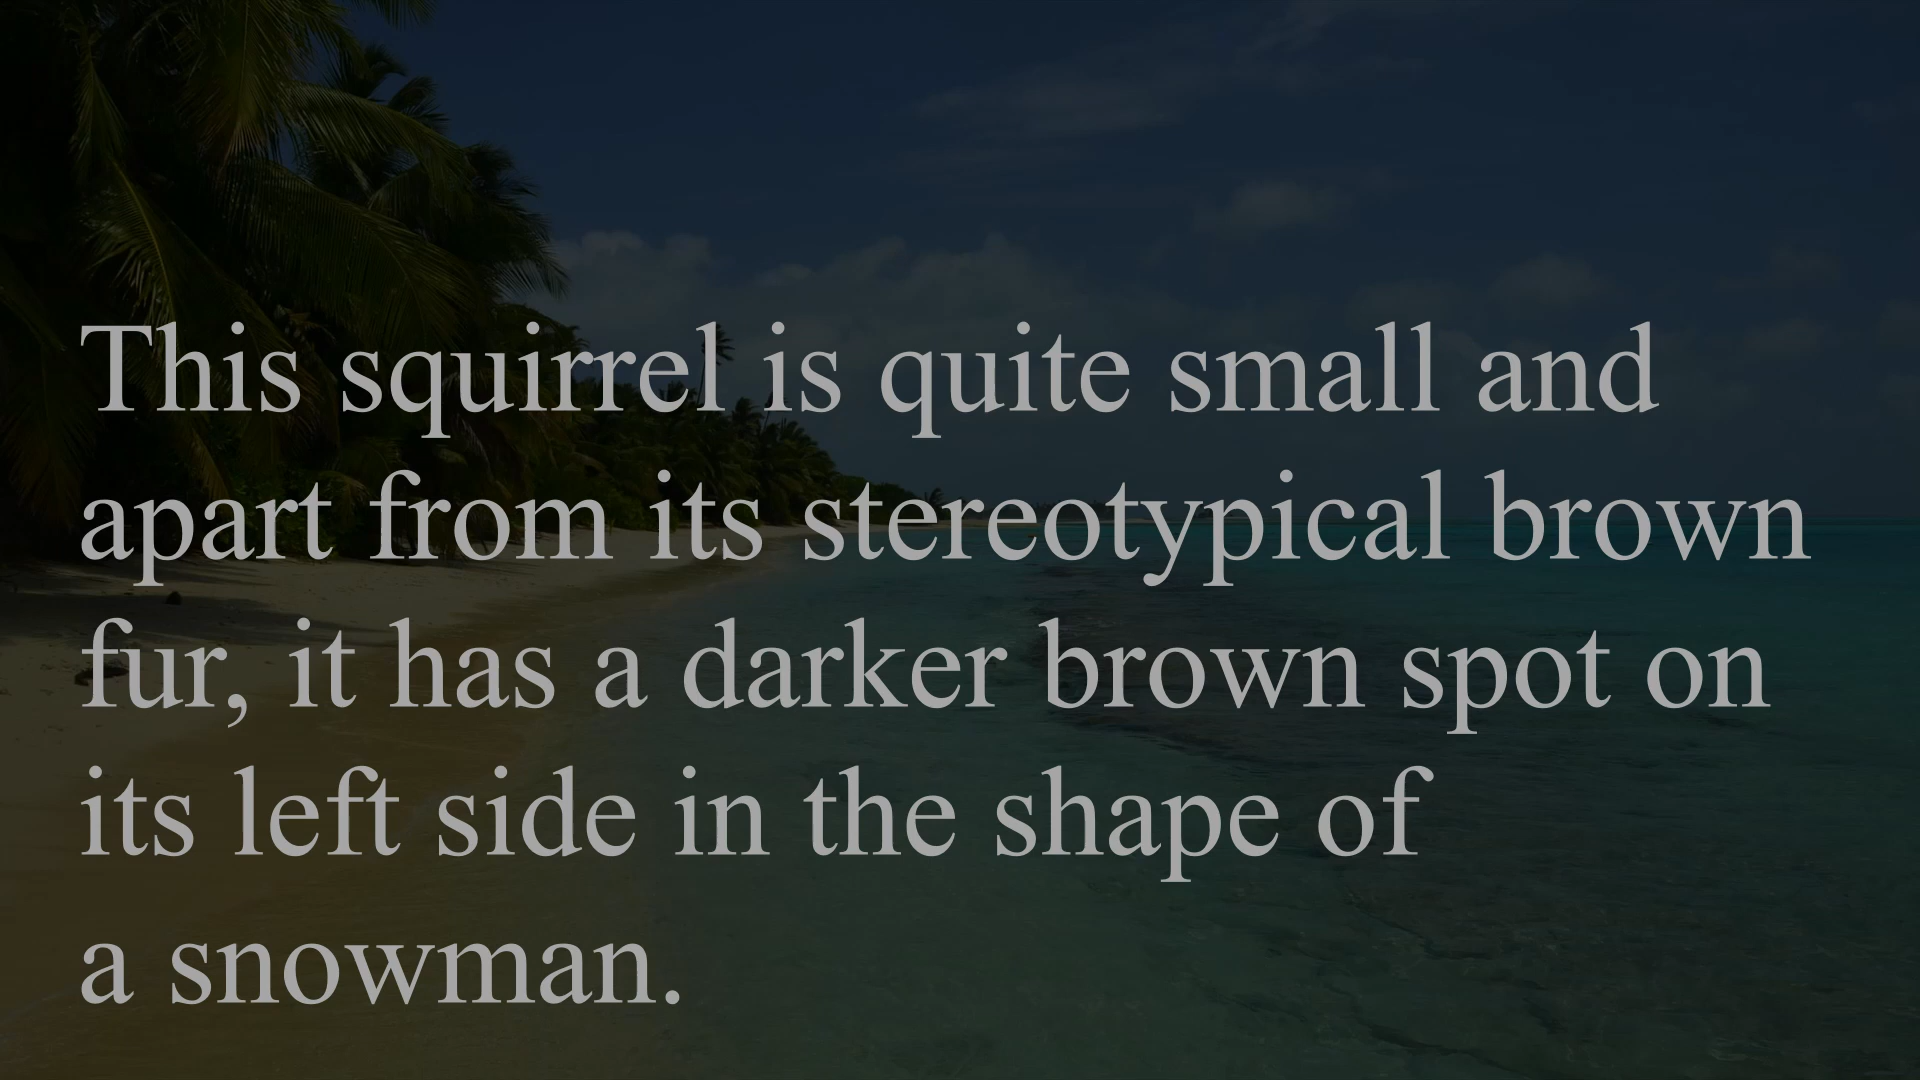 This squirrel is quite small and
apart from its stereotypical brown
fur, it has a darker brown spot on
its left side in the shape of
a snowman.